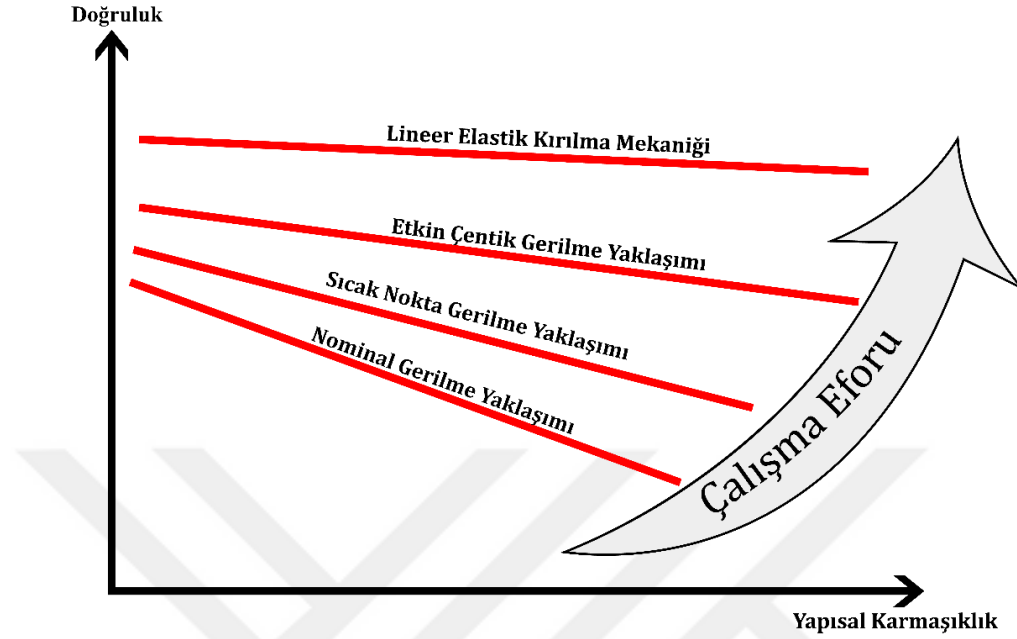 Doğruluk
Lineer Elastik Kırılma Mekaniği
Etkin Çentik Gerilme Yaklaşımı
Sıcak Nokta Gerilme Yaklaşımı
Nominal Gerilme Yaklaşımı
Çalışma Eforu
Yapısal Karmaşıklık